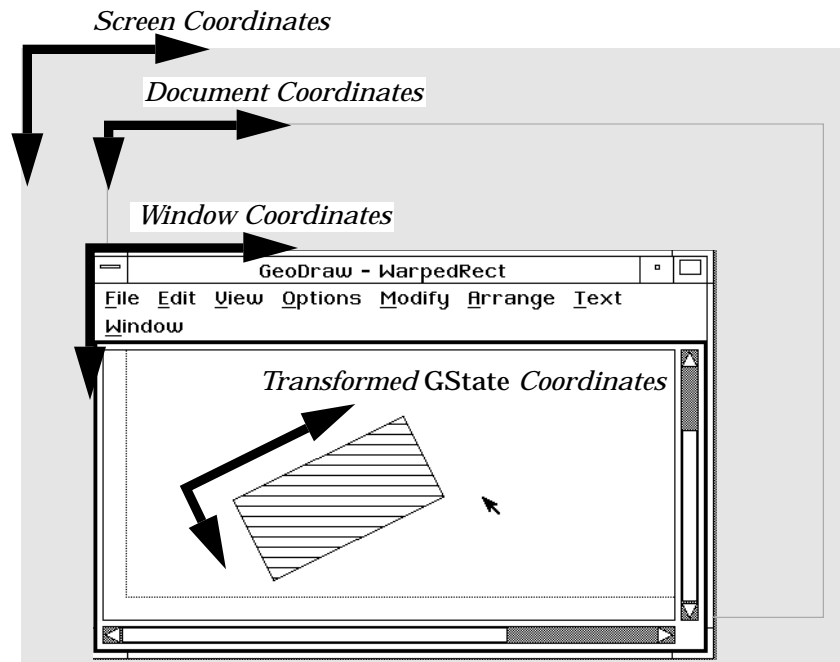 Screen Coordinates
Document Coordinates
Window Coordinates
GeoDraw - WarpedRect
File Edit View Options Modify Arrange Text
Window
Transformed GState Coordinates